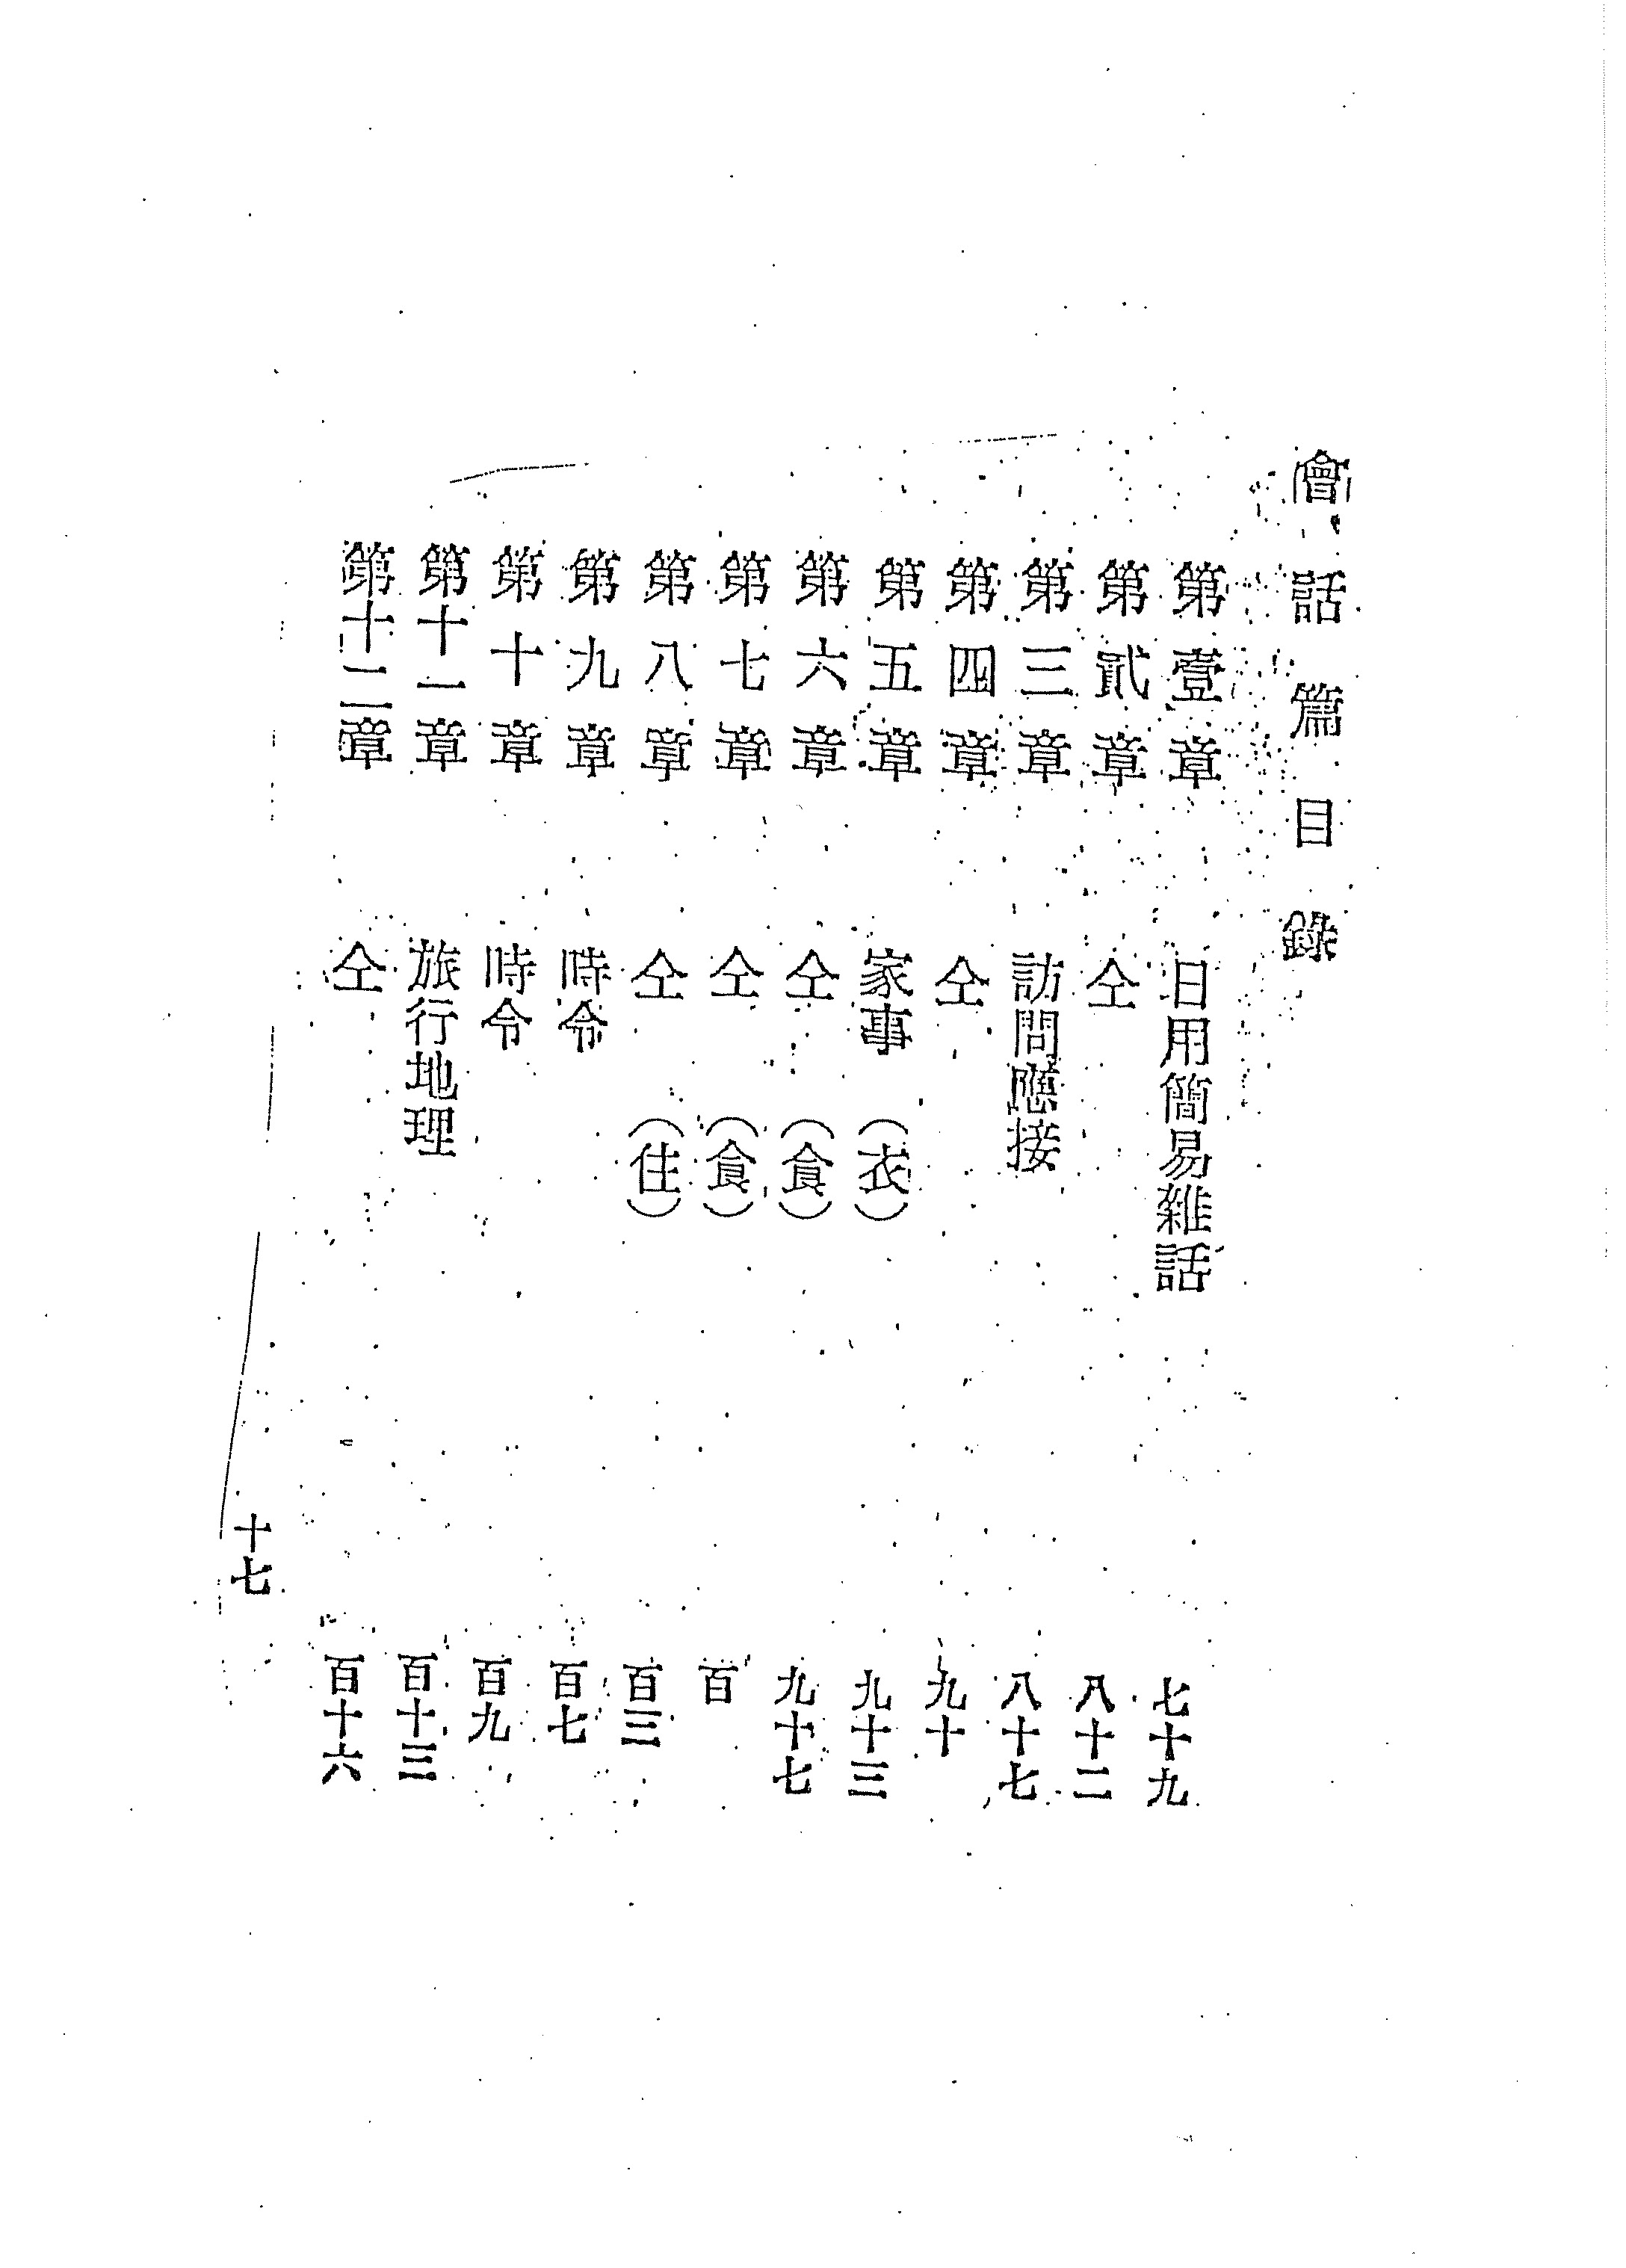 會話篇目錄
第壹章 日用簡易雜話 七十九
第貳章 仝 八十二
第三章 訪問應接 八十七
第四章 仝 九十
第五章 家事 (衣) 九十三
第六章 仝 (食) 九十七
第七章 仝 (食) 百
第八章 仝 (住) 百三
第九章 時令 百七
第十章 時令 百九
第十一章 旅行地理 百十三
第十二章 仝 百十六
十七